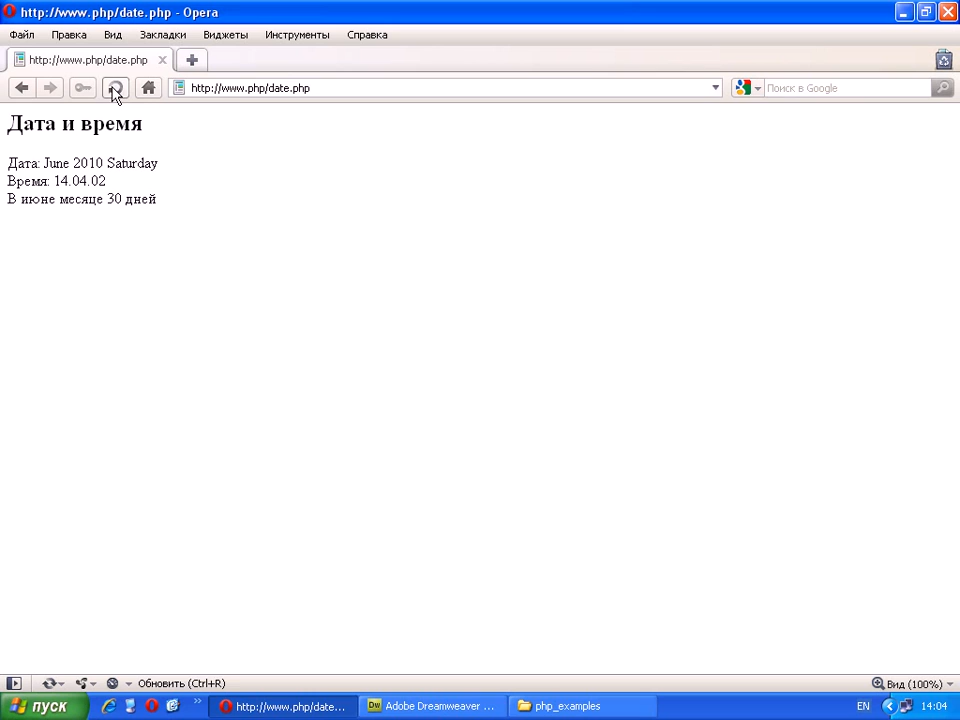 http://www.php/date.php - Opera
Файл Правка Вид Закладки Виджеты Инструменты Справка
http://www.php/date.php
http://www.php/date.php Поиск в Google
Дата и время
Дата: June 2010 Saturday
Время: 14.04.02
В июне месяце 30 дней
Обновить (Ctrl+R) Вид (100%)
пуск http://www.php/date... Adobe Dreamweaver ... php_examples EN 14:04